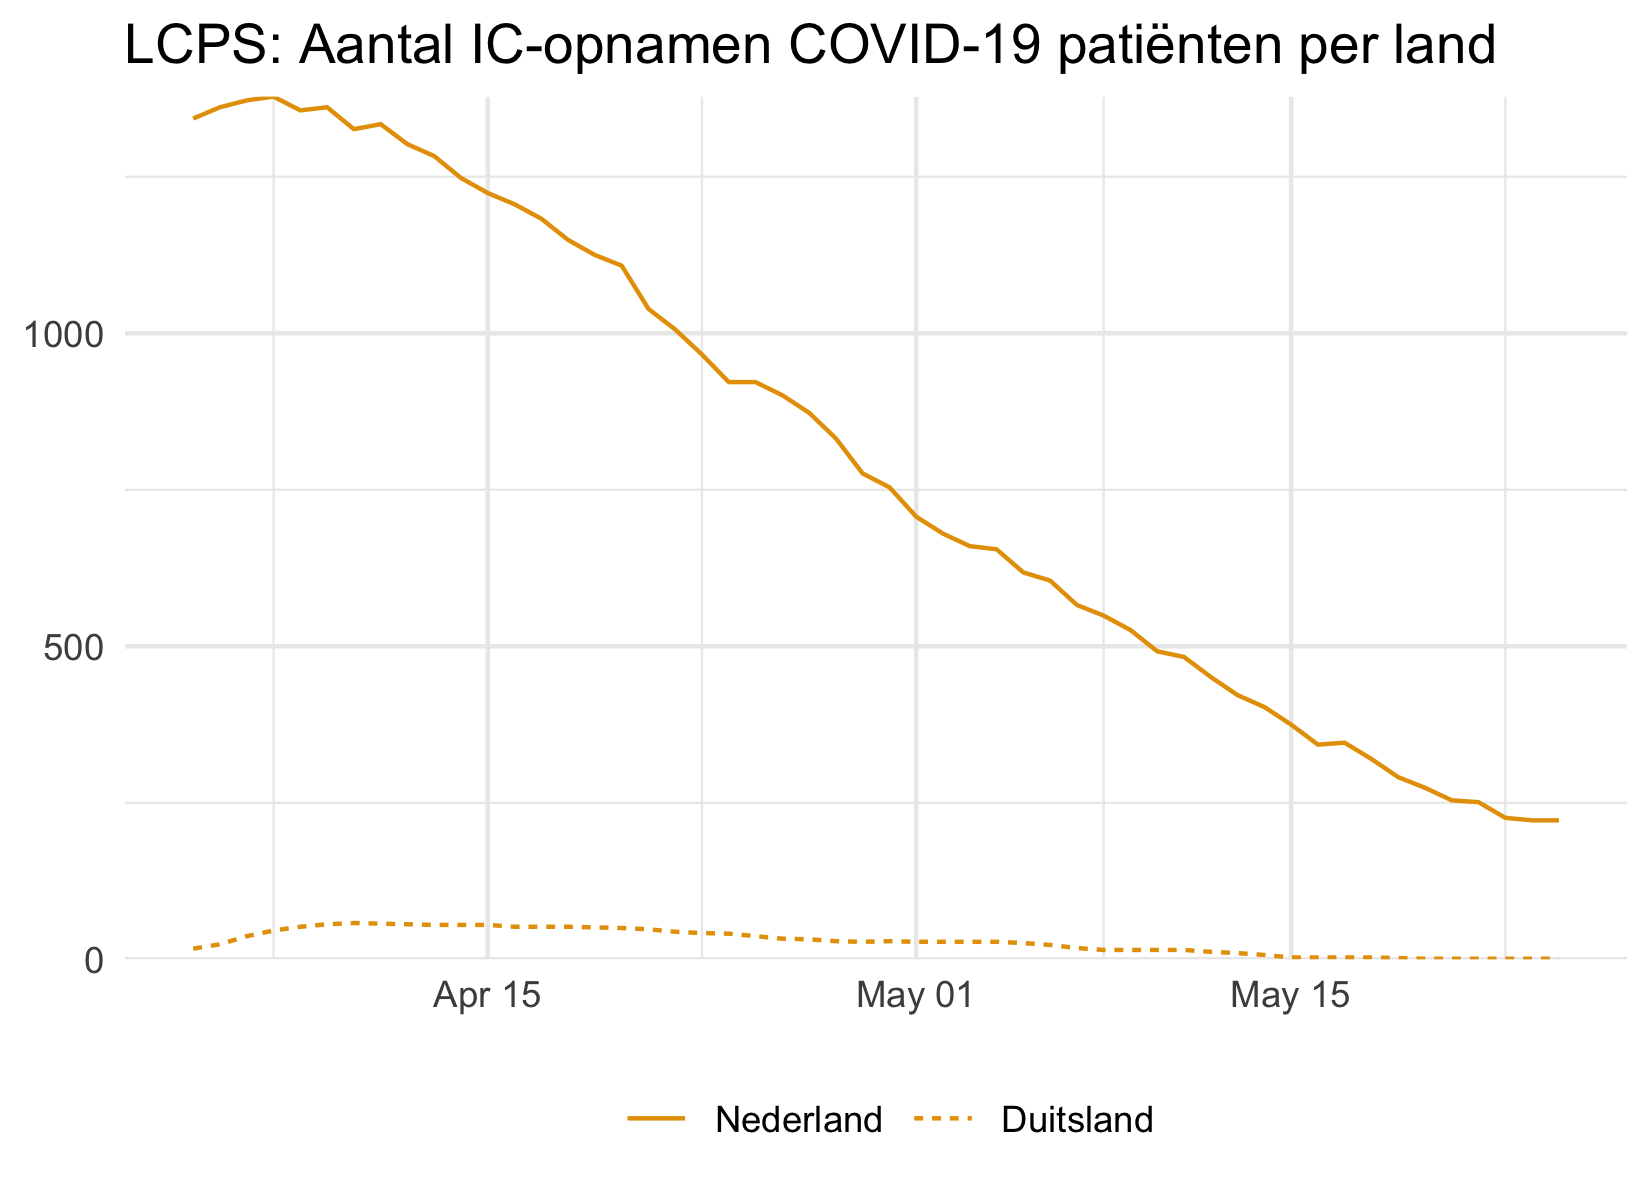 LCPS: Aantal IC-opnamen COVID-19 patiënten per land
1000
500
0
Apr 15
May 01
May 15
Nederland
Duitsland